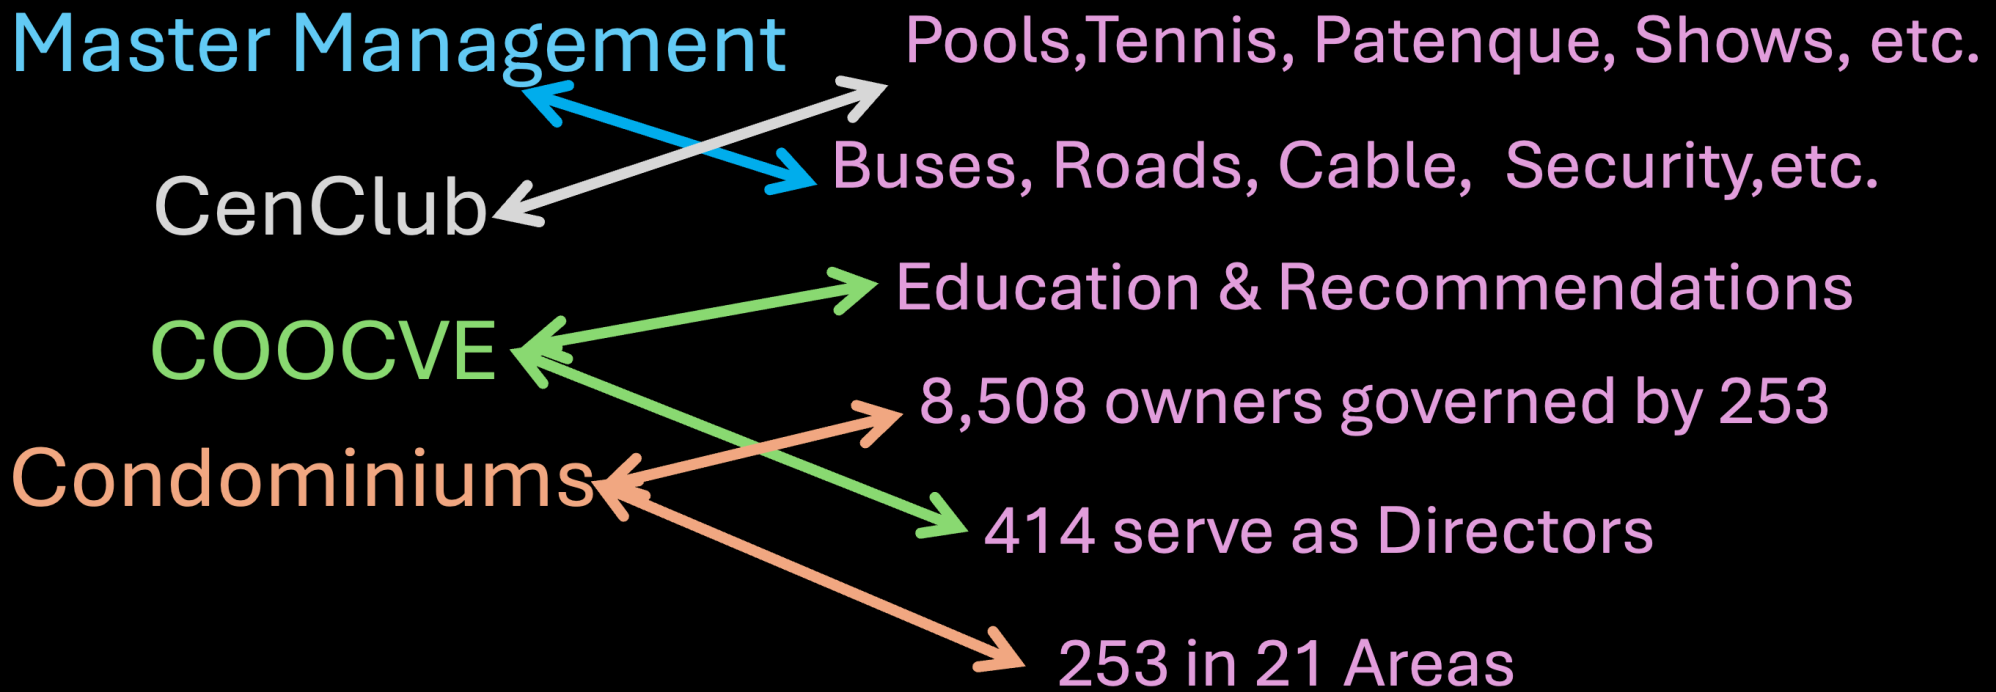 Master Management
Pools,Tennis, Patenque, Shows, etc.
Buses, Roads, Cable, Security,etc.
CenClub
Education & Recommendations
COOCVE
8,508 owners governed by 253
Condominiums
414 serve as Directors
253 in 21 Areas